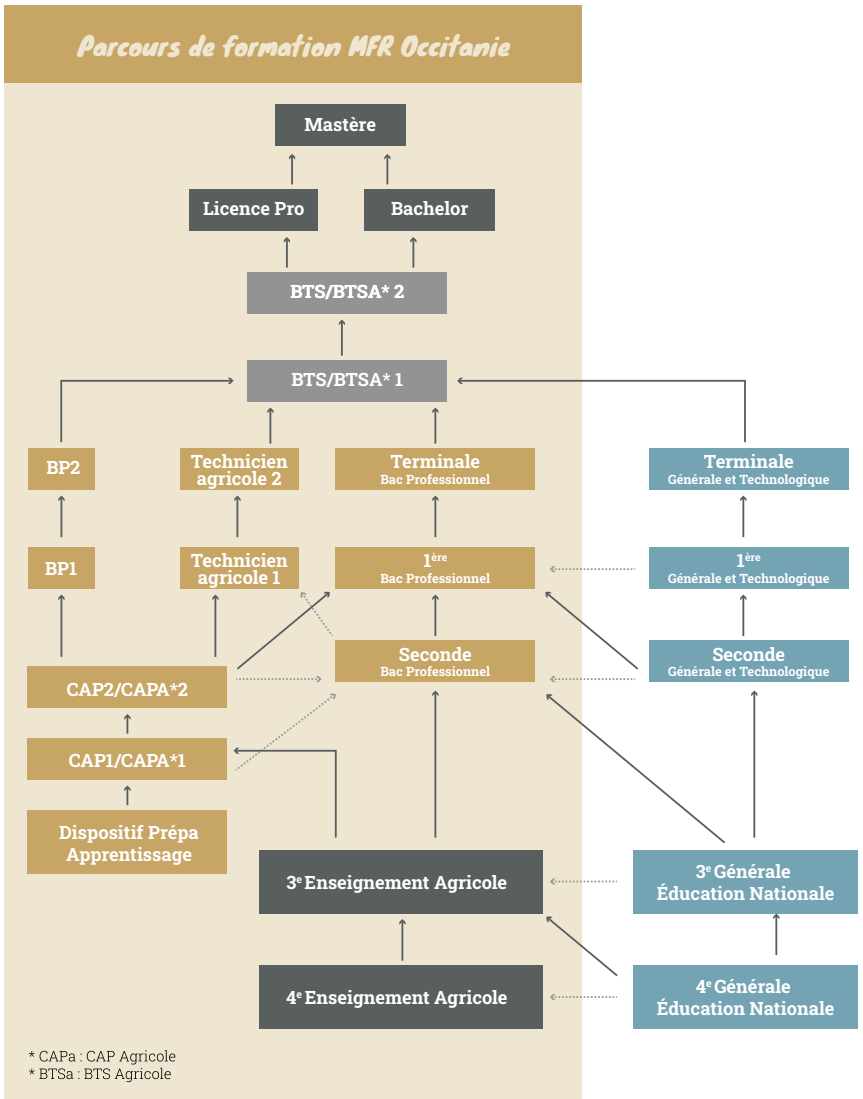 Parcours de formation MFR Occitanie
Mastère
Licence Pro
Bachelor
BTS/BTSA* 2
BTS/BTSA* 1
BP2
Technicien
agricole 2
Terminale
Bac Professionnel
Terminale
Générale et Technologique
BP1
Technicien
agricole 1
1ère
Bac Professionnel
1ère
Générale et Technologique
Seconde
Bac Professionnel
Seconde
Générale et Technologique
CAP2/CAPA*2
CAP1/CAPA*1
Dispositif Prépa
Apprentissage
3e Enseignement Agricole
3e Générale
Éducation Nationale
4e Enseignement Agricole
4e Générale
Éducation Nationale
* CAPa : CAP Agricole
* BTSa : BTS Agricole